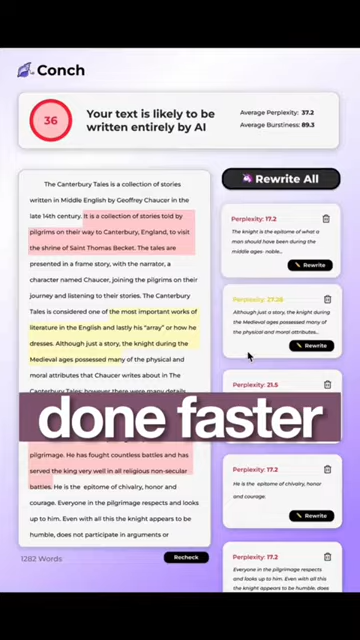 Conch
36
Your text is likely to be
written entirely by AI
Average Perplexity: 37.2
Average Burstiness: 89.3
The Canterbury Tales is a collection of stories
written in Middle English by Geoffrey Chaucer in the
late 14th century. It is a collection of stories told by
pilgrims on their way to Canterbury, England, to visit
the shrine of Saint Thomas Becket. The tales are
presented in a frame story, with the narrator, a
character named Chaucer, joining the pilgrims on their
journey and listening to their stories. The Canterbury
Tales is considered one of the most important works of
literature in the English and lastly his "array" or how he
dresses. Although just a story, the knight during the
Medieval ages possessed many of the physical and
moral attributes that Chaucer writes about in The
Canterbury Tales; however there were many details
pilgrimage. He has fought countless battles and has
served the king very well in all religious non-secular
battles. He is the epitome of chivalry, honor and
courage. Everyone in the pilgrimage respects and looks
up to him. Even with all this the knight appears to be
humble, does not participate in arguments or
1282 Words
Recheck
Rewrite All
Perplexity: 17.2
The knight is the epitome of what a
man should have been during the
middle ages- noble...
Rewrite
Perplexity: 27.35
Although just a story, the knight during
the Medieval ages possessed many of
the physical and moral attributes...
Rewrite
Perplexity: 21.5
done faster
Perplexity: 17.2
He is the epitome of chivalry, honor
and courage.
Rewrite
Perplexity: 17.2
Everyone in the pilgrimage respects
and looks up to him. Even with all this
the knight appears to be humble, does